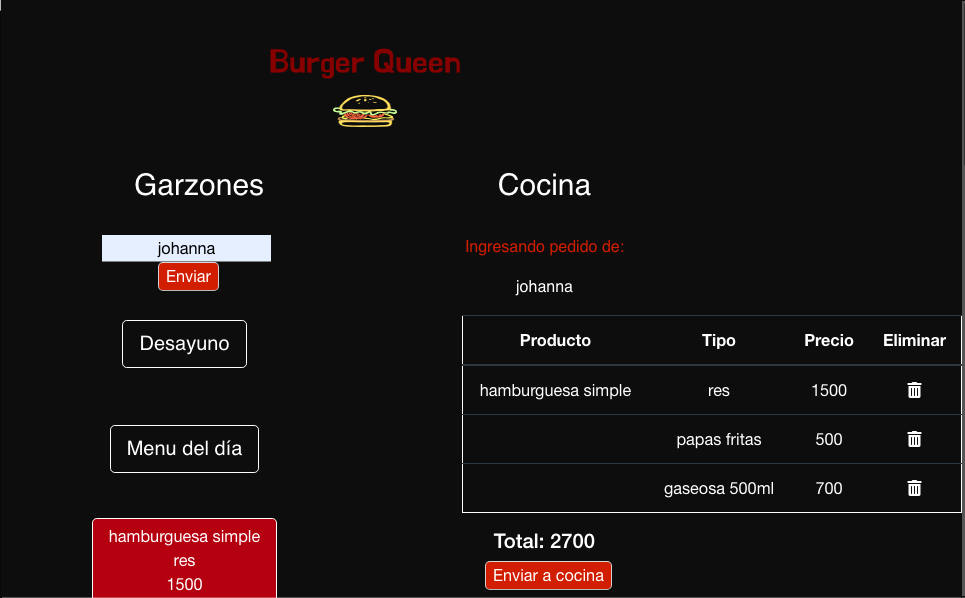 Burger Queen
Garzones
johanna
Enviar
Desayuno
Menu del día
hamburguesa simple
res
1500
Cocina
Ingresando pedido de:
johanna
Producto Tipo Precio Eliminar
hamburguesa simple res 1500
papas fritas 500
gaseosa 500ml 700
Total: 2700
Enviar a cocina